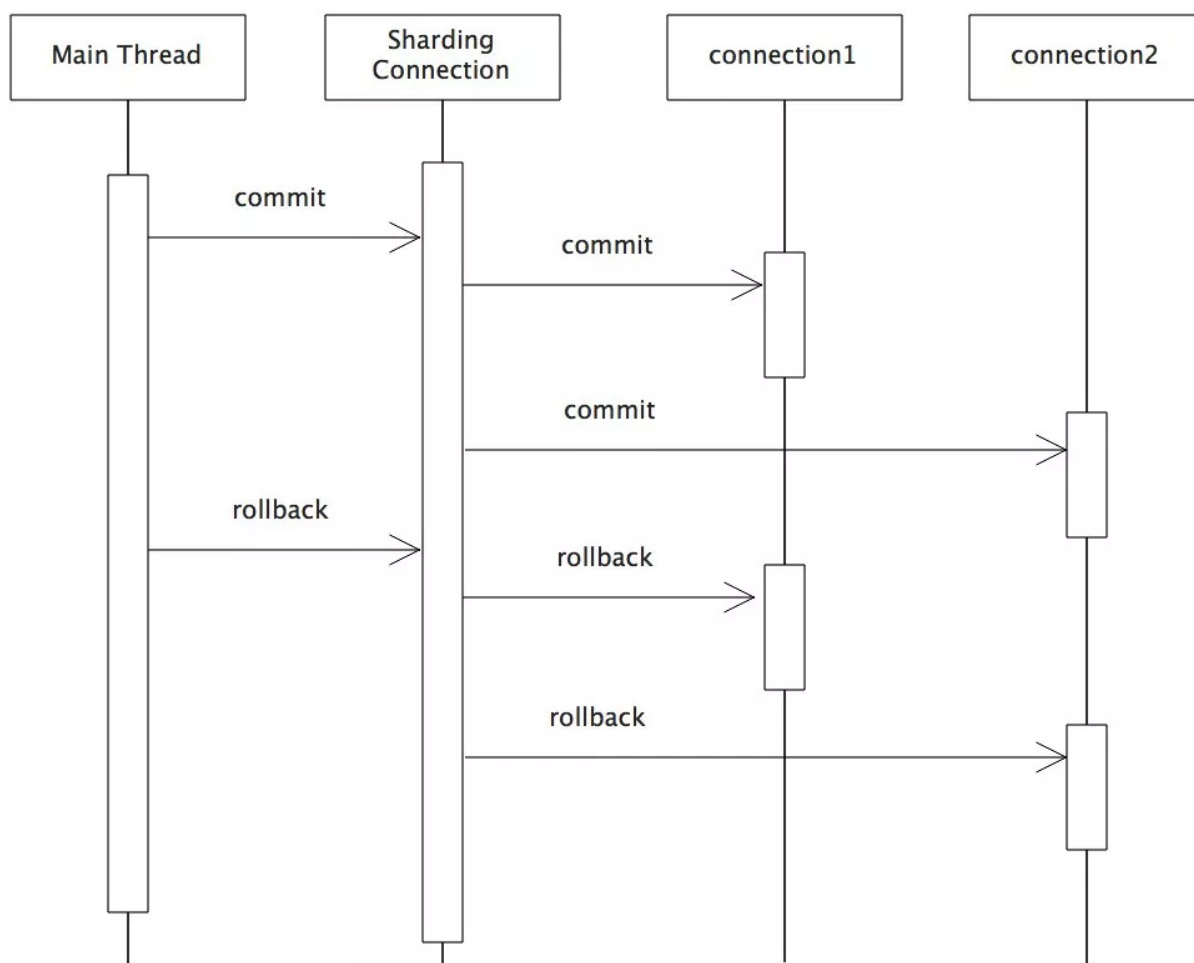 Main Thread
Sharding
Connection
connection1
connection2
commit
commit
commit
rollback
rollback
rollback